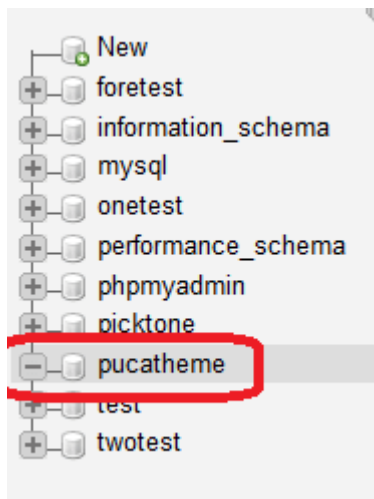 New
foretest
information_schema
mysql
onetest
performance_schema
phpmyadmin
picktone
pucatheme
test
twotest